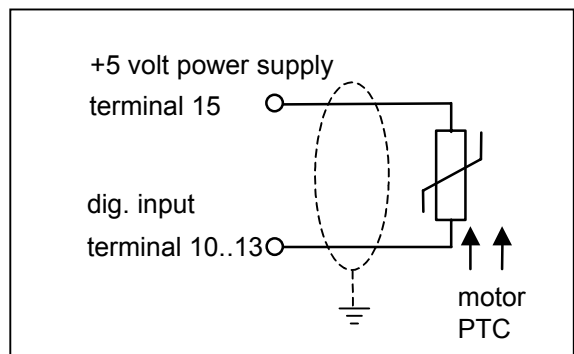 +5 volt power supply
terminal 15
dig. input
terminal 10..13
motor
PTC